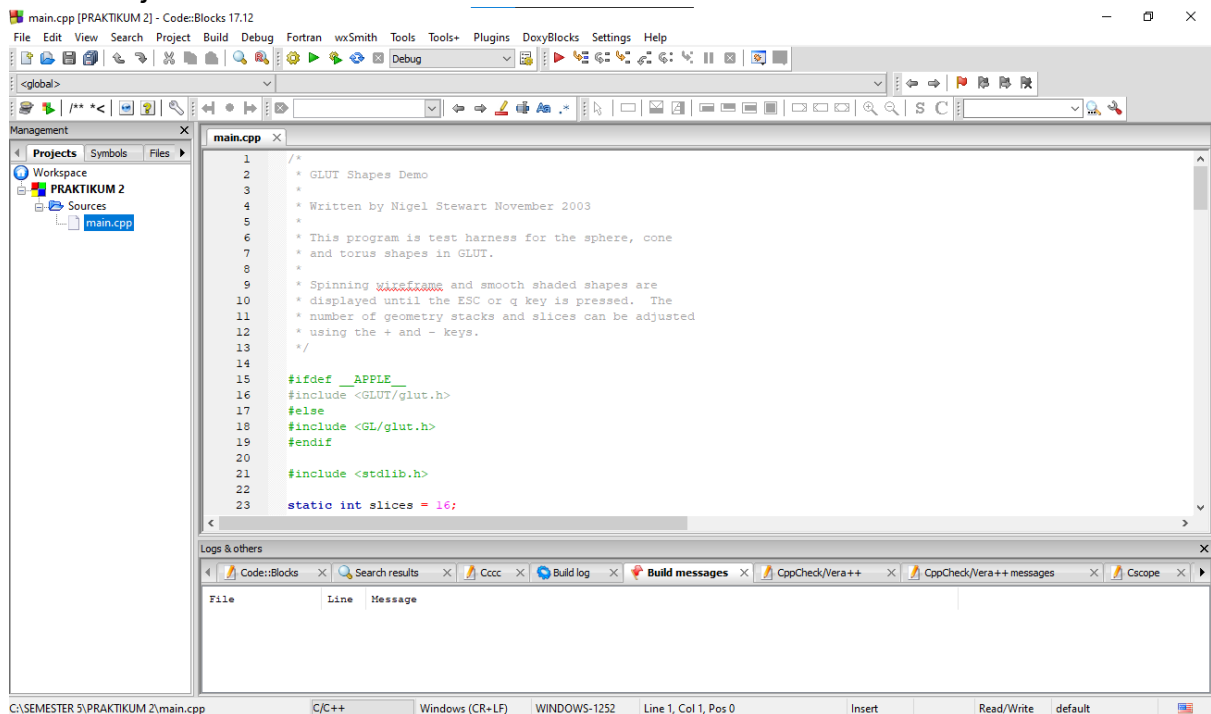 main.cpp [PRAKTIKUM 2] - Code::Blocks 17.12
File Edit View Search Project Build Debug Fortran wxSmith Tools Tools+ Plugins DoxyBlocks Settings Help
Debug
<global>
/** *<
S C
Management
Projects Symbols Files
Workspace
PRAKTIKUM 2
Sources
main.cpp
main.cpp
1 /*
2 * GLUT Shapes Demo
3 *
4 * Written by Nigel Stewart November 2003
5 *
6 * This program is test harness for the sphere, cone
7 * and torus shapes in GLUT.
8 *
9 * Spinning wireframe and smooth shaded shapes are
10 * displayed until the ESC or q key is pressed. The
11 * number of geometry stacks and slices can be adjusted
12 * using the + and - keys.
13 */
14
15 #ifdef __APPLE__
16 #include <GLUT/glut.h>
17 #else
18 #include <GL/glut.h>
19 #endif
20
21 #include <stdlib.h>
22
23 static int slices = 16;
Logs & others
Code::Blocks Search results Cccc Build log Build messages CppCheck/Vera++ CppCheck/Vera++ messages Cscope
File Line Message
C:\SEMESTER 5\PRAKTIKUM 2\main.cpp C/C++ Windows (CR+LF) WINDOWS-1252 Line 1, Col 1, Pos 0 Insert Read/Write default